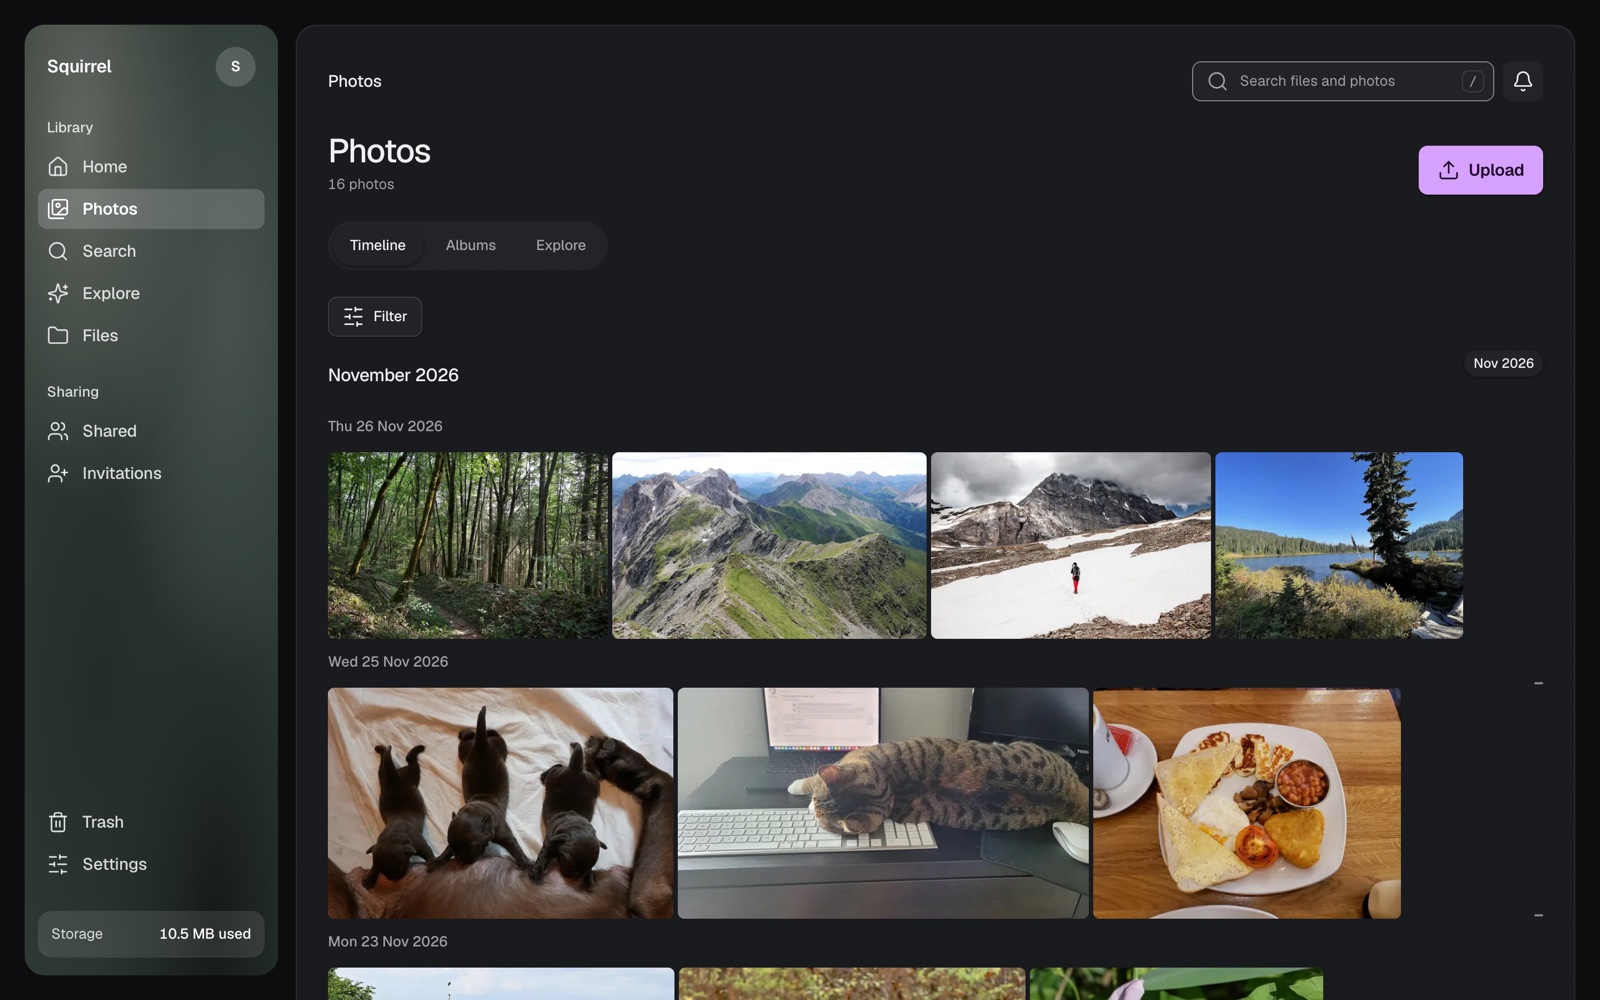 Squirrel
S
Library
Home
Photos
Search
Explore
Files
Sharing
Shared
Invitations
Trash
Settings
Storage 10.5 MB used
Photos
Search files and photos /
Photos
16 photos
Upload
Timeline Albums Explore
Filter
November 2026
Nov 2026
Thu 26 Nov 2026
Wed 25 Nov 2026
Mon 23 Nov 2026